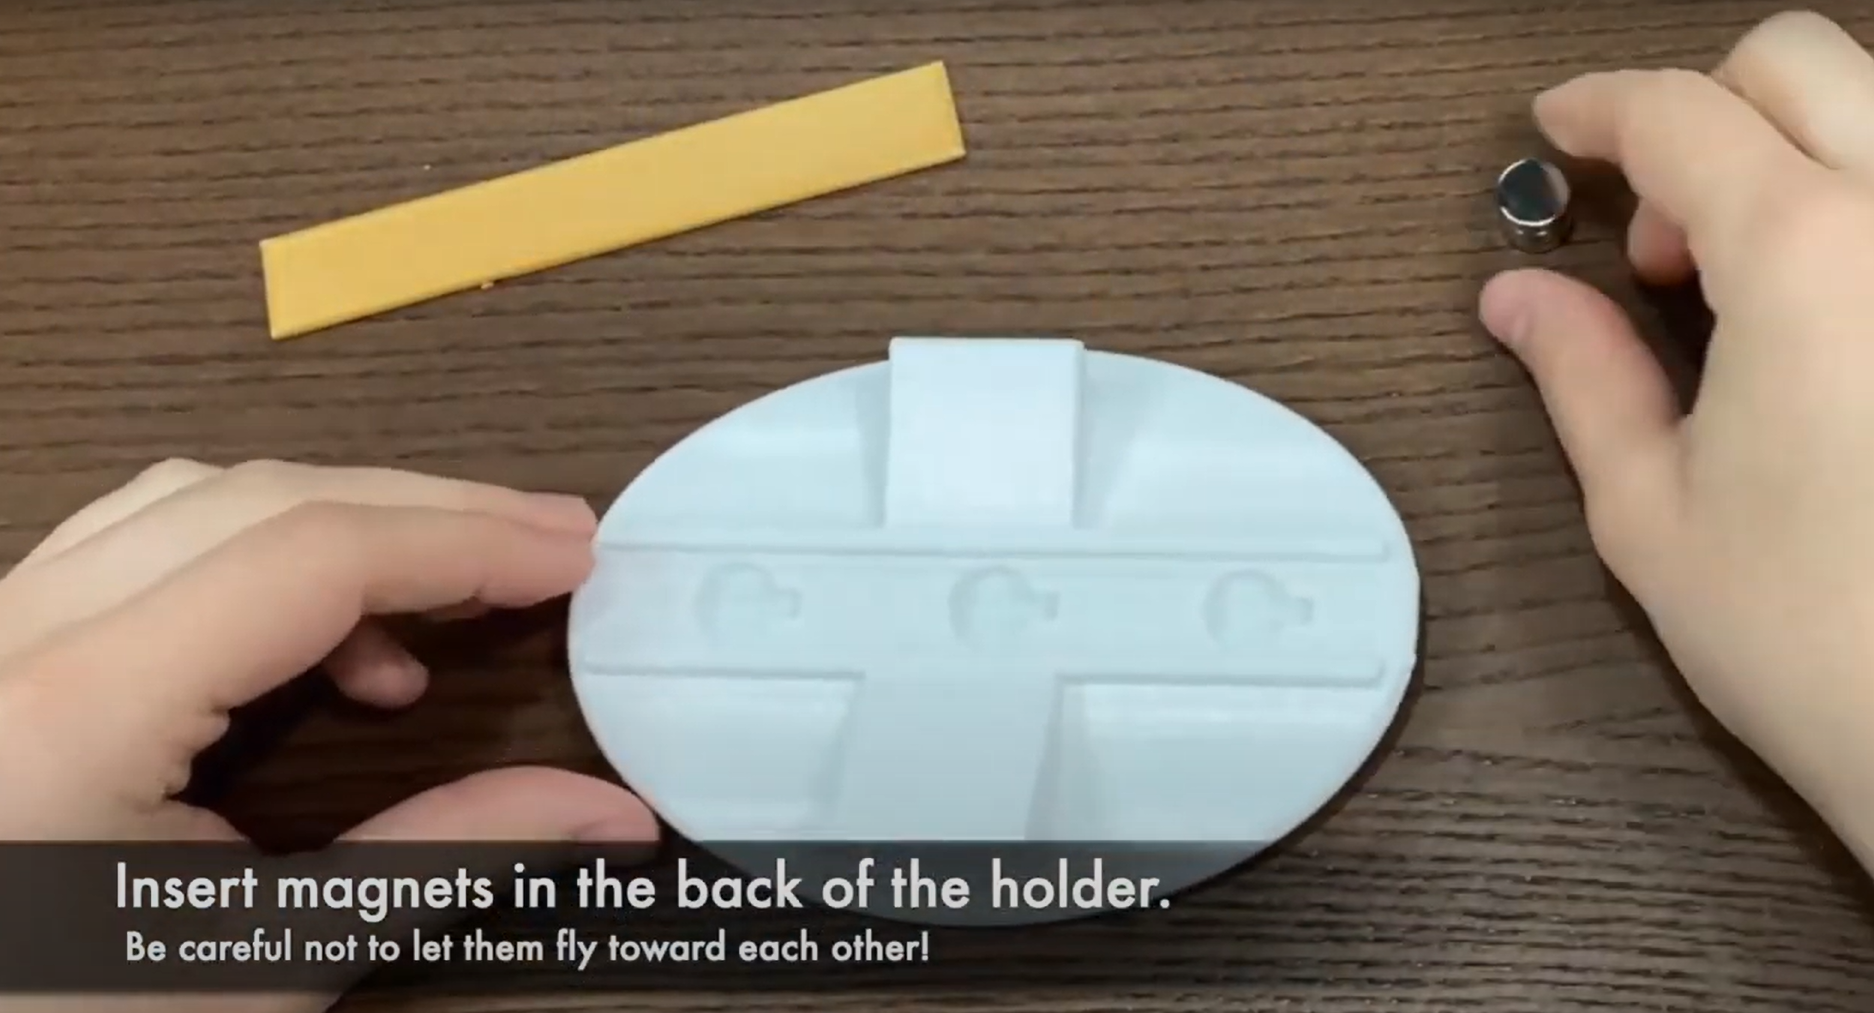 Insert magnets in the back of the holder.
Be careful not to let them fly toward each other!